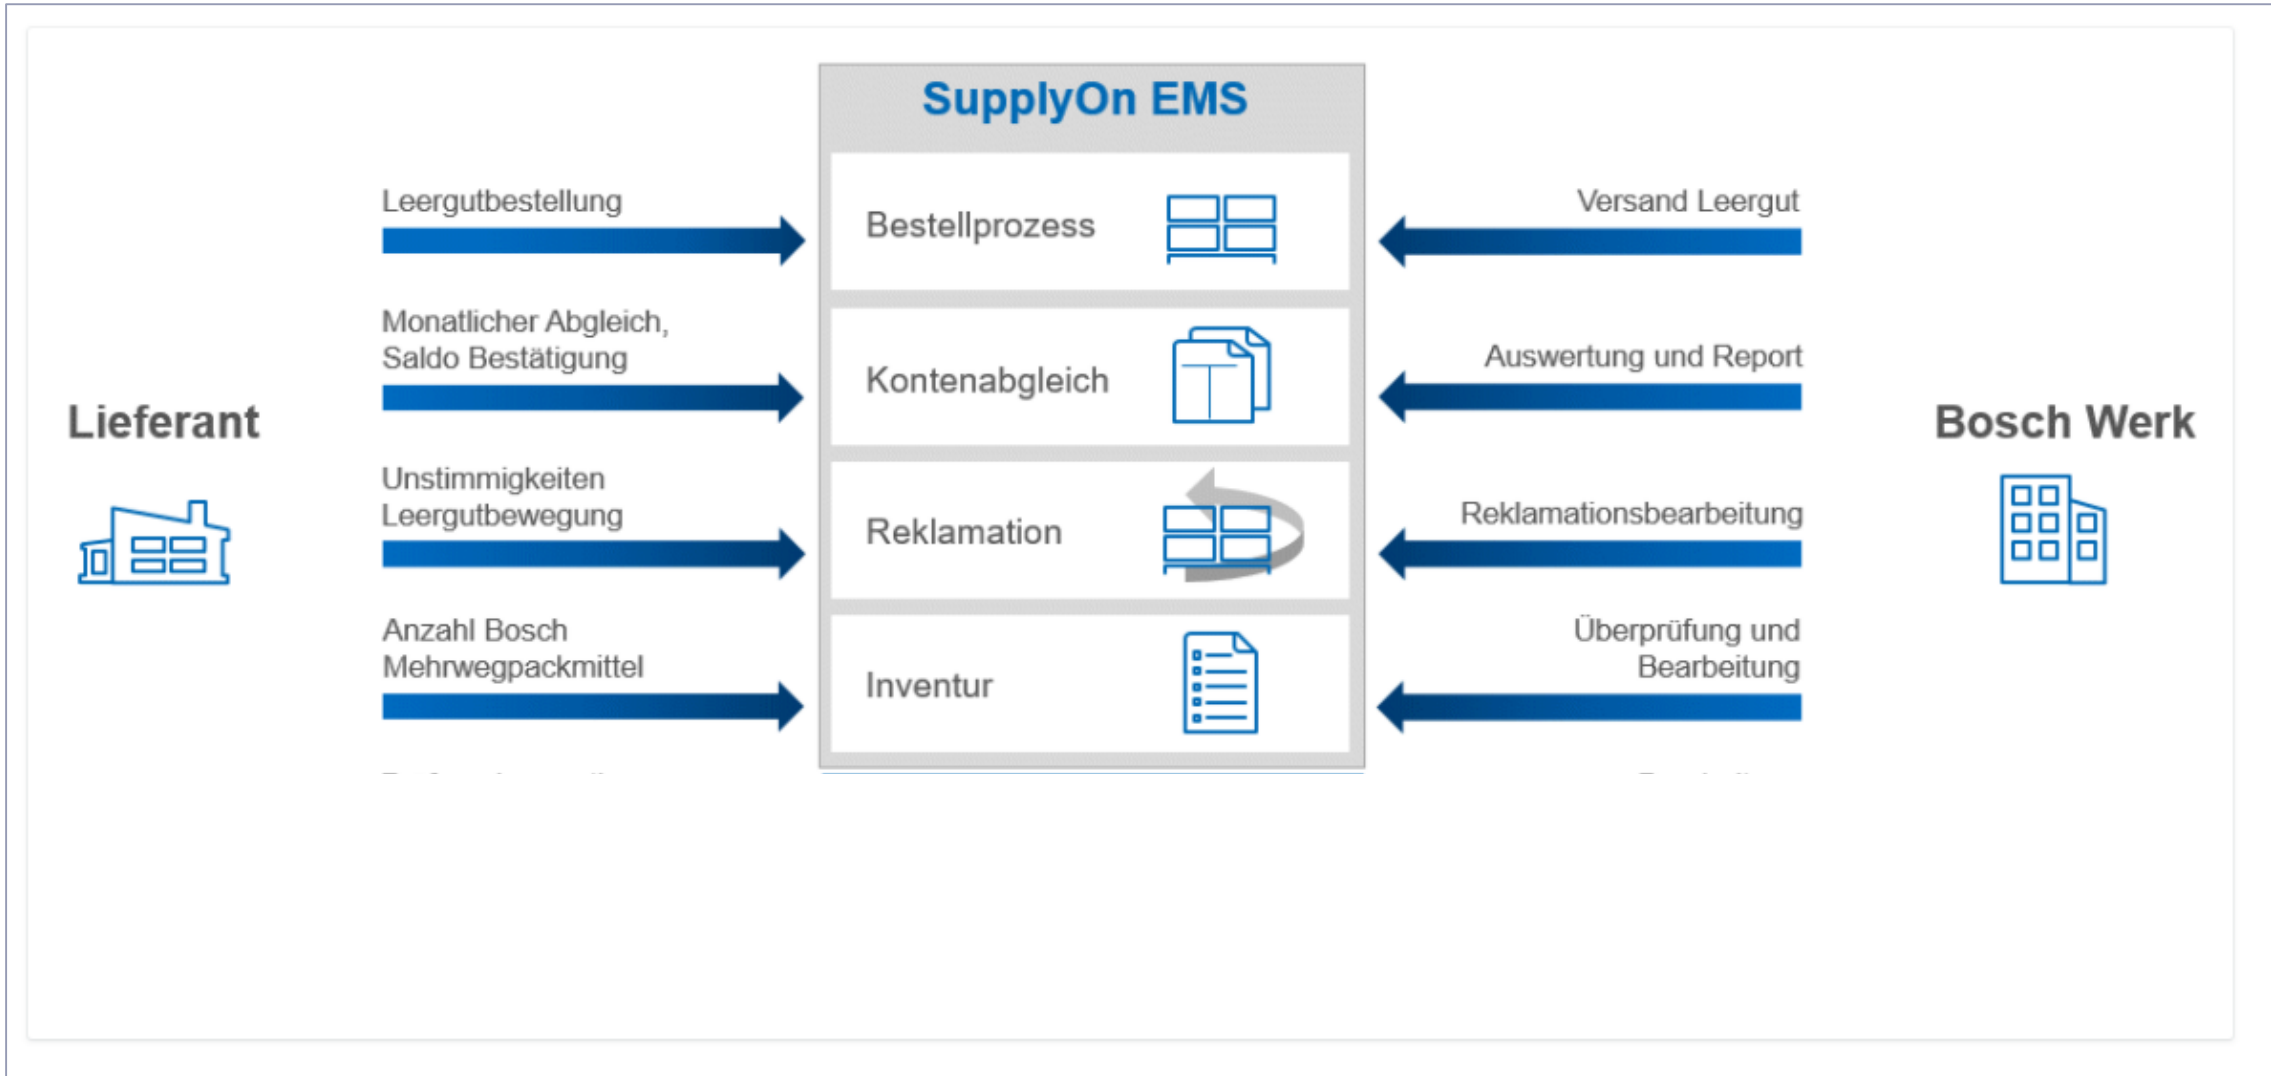 SupplyOn EMS
Leergutbestellung
Bestellprozess
Versand Leergut
Monatlicher Abgleich,
Saldo Bestätigung
Kontenabgleich
Auswertung und Report
Lieferant
Bosch Werk
Unstimmigkeiten
Leergutbewegung
Reklamation
Reklamationsbearbeitung
Anzahl Bosch
Mehrwegpackmittel
Inventur
Überprüfung und
Bearbeitung